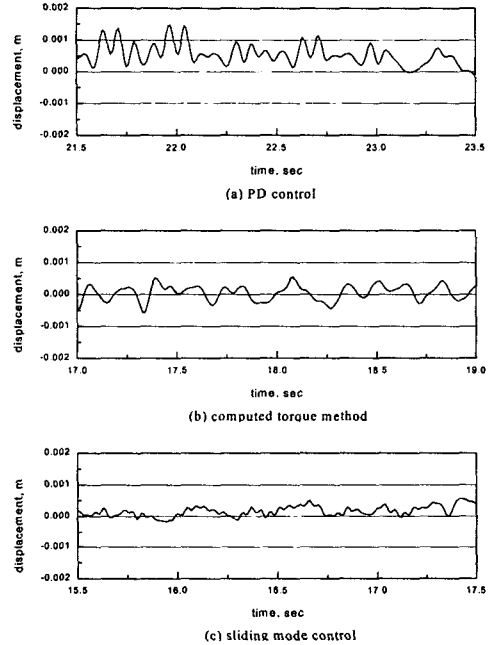 0.002
0.001
0.000
-0.001
-0.002
displacement, m
21.5 22.0 22.5 23.0 23.5
time, sec
(a) PD control
0.002
0.001
0.000
-0.001
-0.002
displacement, m
17.0 17.5 18.0 18.5 19.0
time, sec
(b) computed torque method
0.002
0.001
0.000
-0.001
-0.002
displacement, m
15.5 16.0 16.5 17.0 17.5
time, sec
(c) sliding mode control